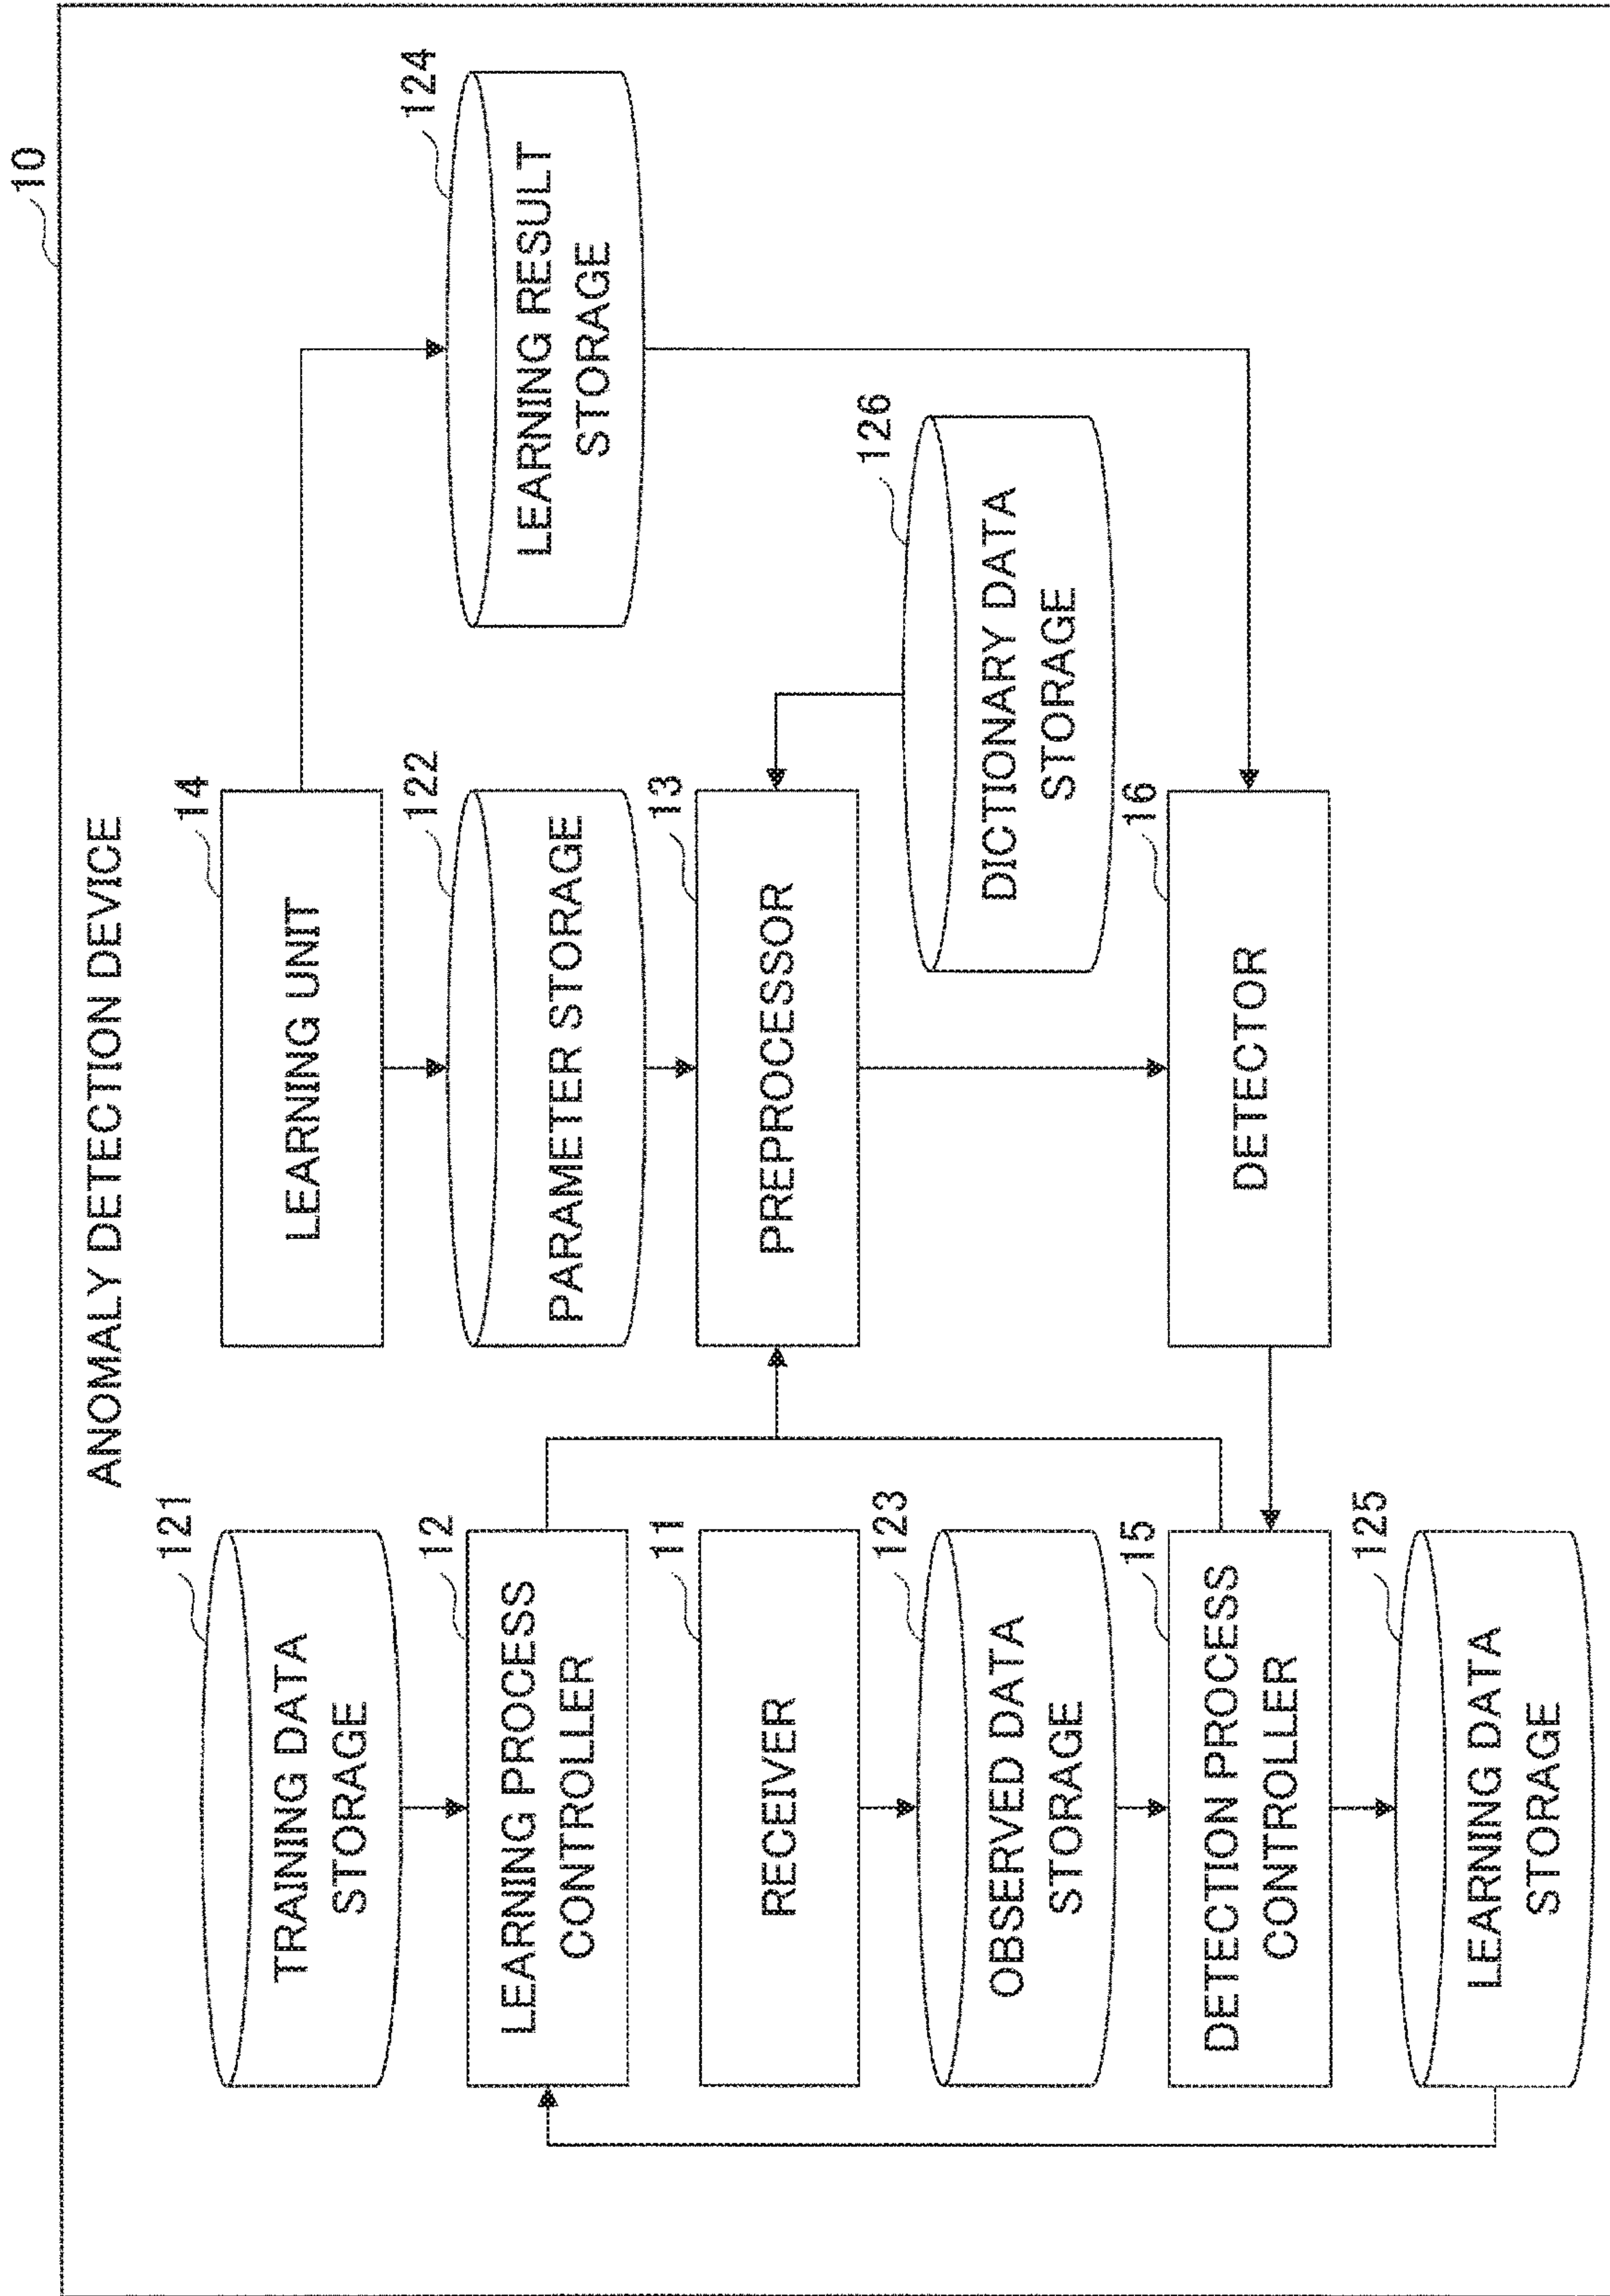 10
ANOMALY DETECTION DEVICE
121
TRAINING DATA
STORAGE
12
LEARNING PROCESS
CONTROLLER
11
RECEIVER
123
OBSERVED DATA
STORAGE
15
DETECTION PROCESS
CONTROLLER
125
LEARNING DATA
STORAGE
14
LEARNING UNIT
122
PARAMETER STORAGE
13
PREPROCESSOR
16
DETECTOR
124
LEARNING RESULT
STORAGE
126
DICTIONARY DATA
STORAGE